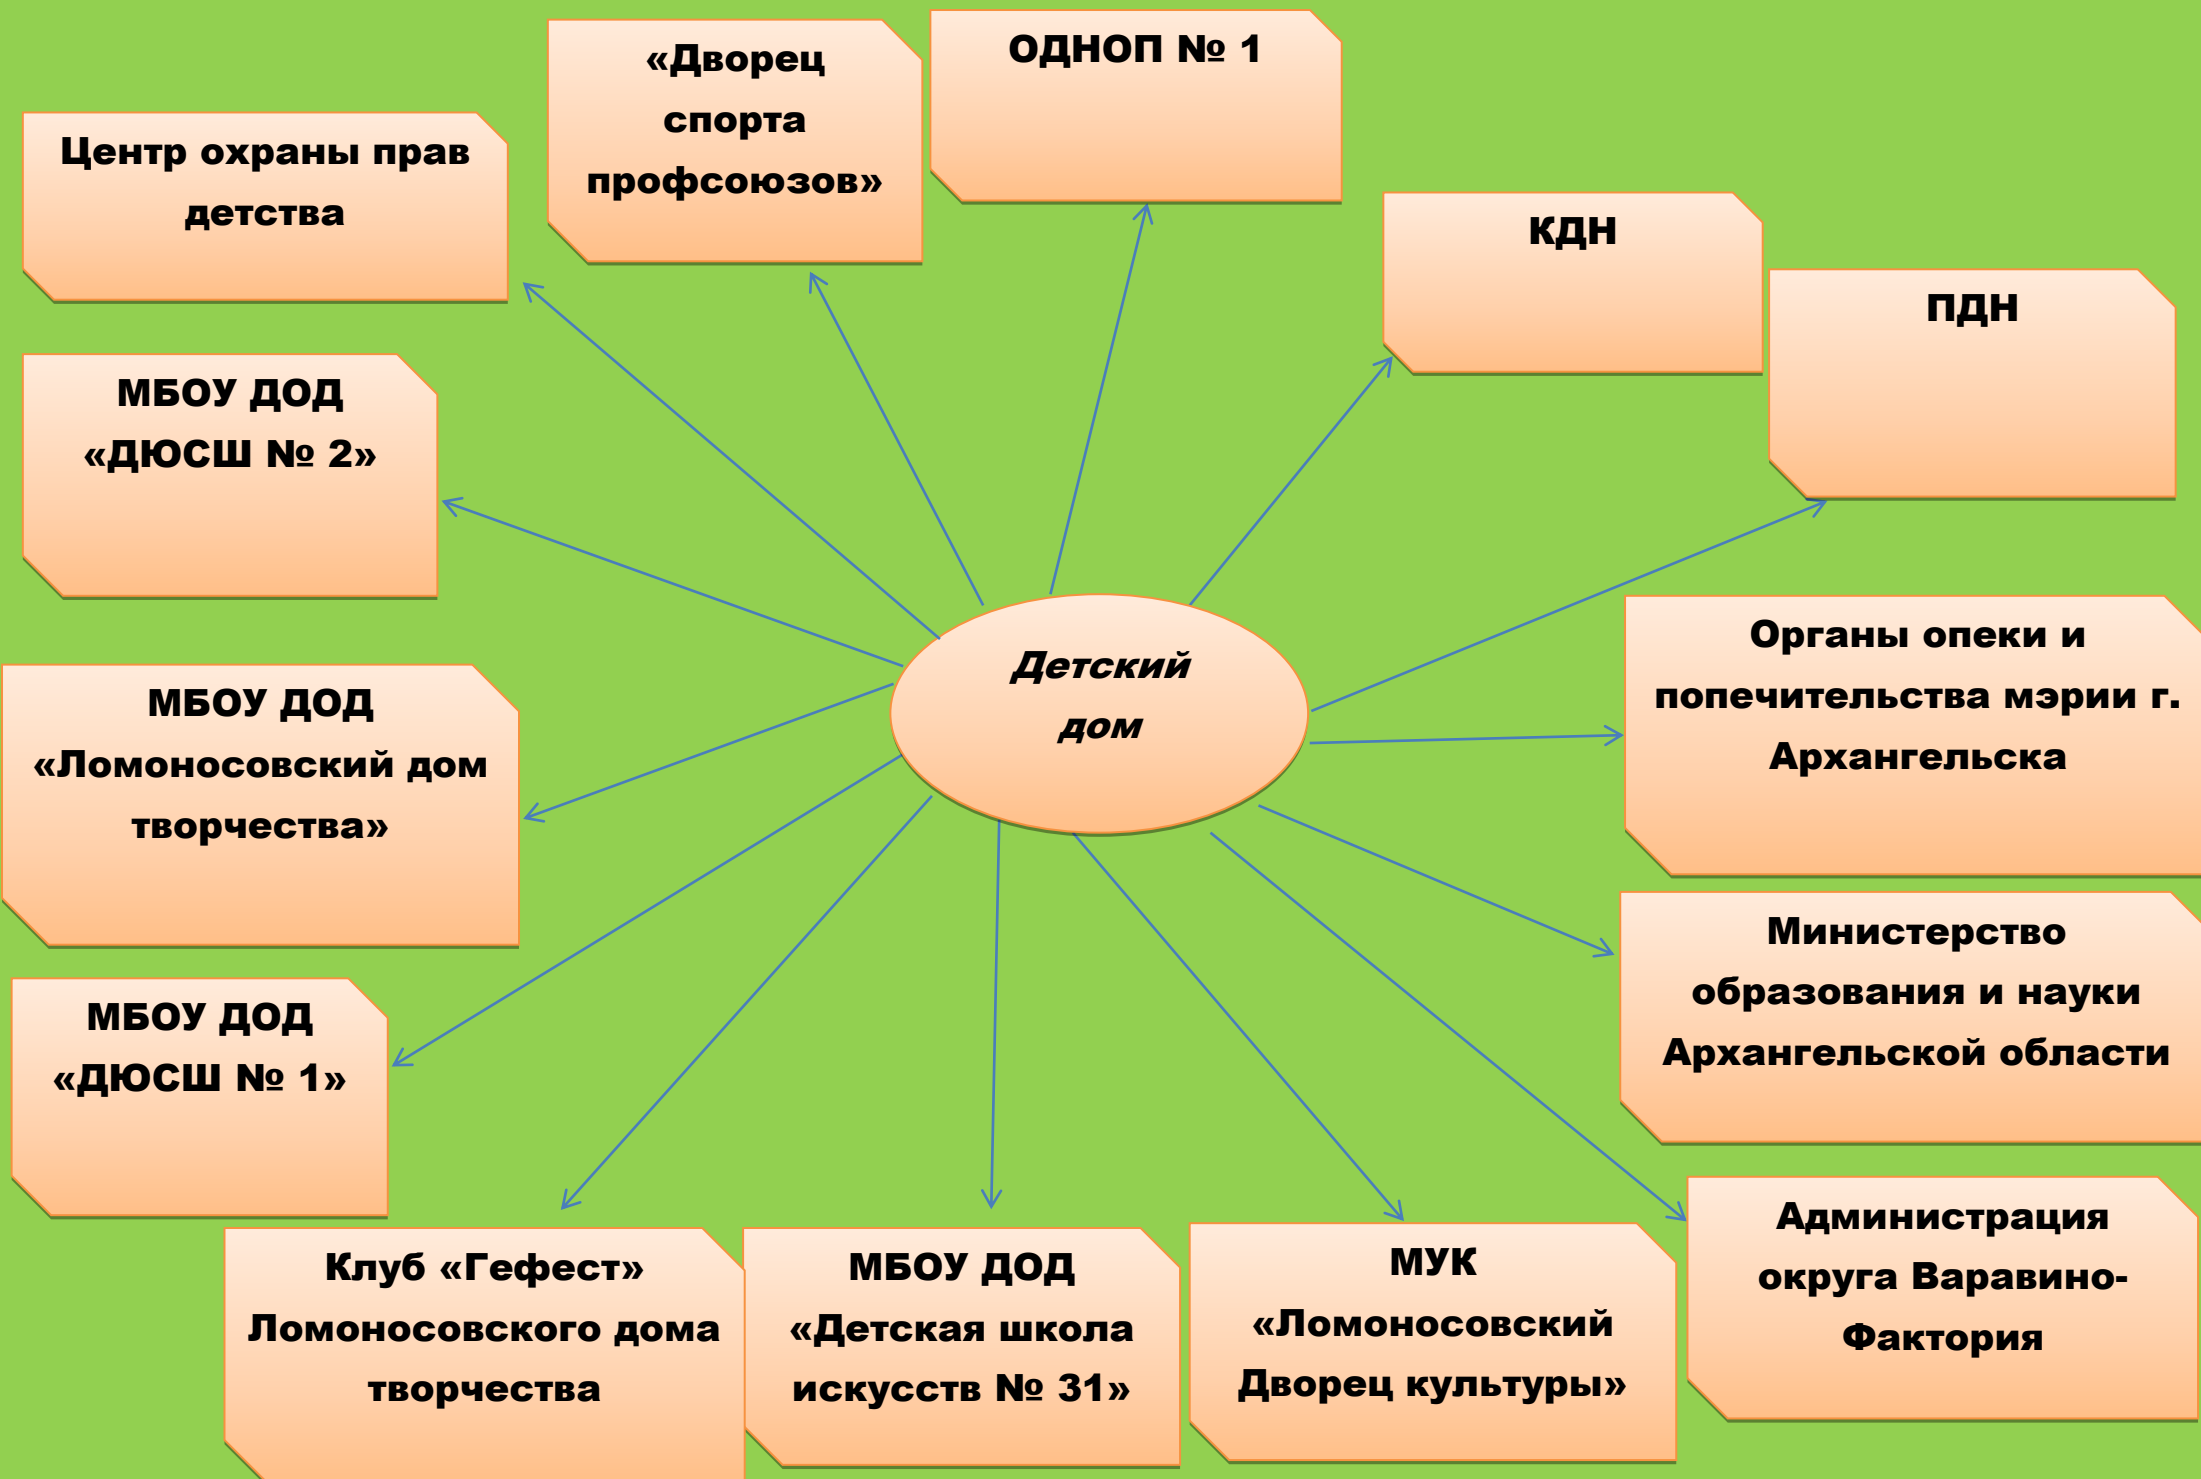 «Дворец
спорта
профсоюзов»
ОДНОП № 1
Центр охраны прав
детства
КДН
ПДН
МБОУ ДОД
«ДЮСШ № 2»
Детский
дом
Органы опеки и
попечительства мэрии г.
Архангельска
МБОУ ДОД
«Ломоносовский дом
творчества»
Министерство
образования и науки
Архангельской области
МБОУ ДОД
«ДЮСШ № 1»
Клуб «Гефест»
Ломоносовского дома
творчества
МБОУ ДОД
«Детская школа
искусств № 31»
МУК
«Ломоносовский
Дворец культуры»
Администрация
округа Варавино-
Фактория